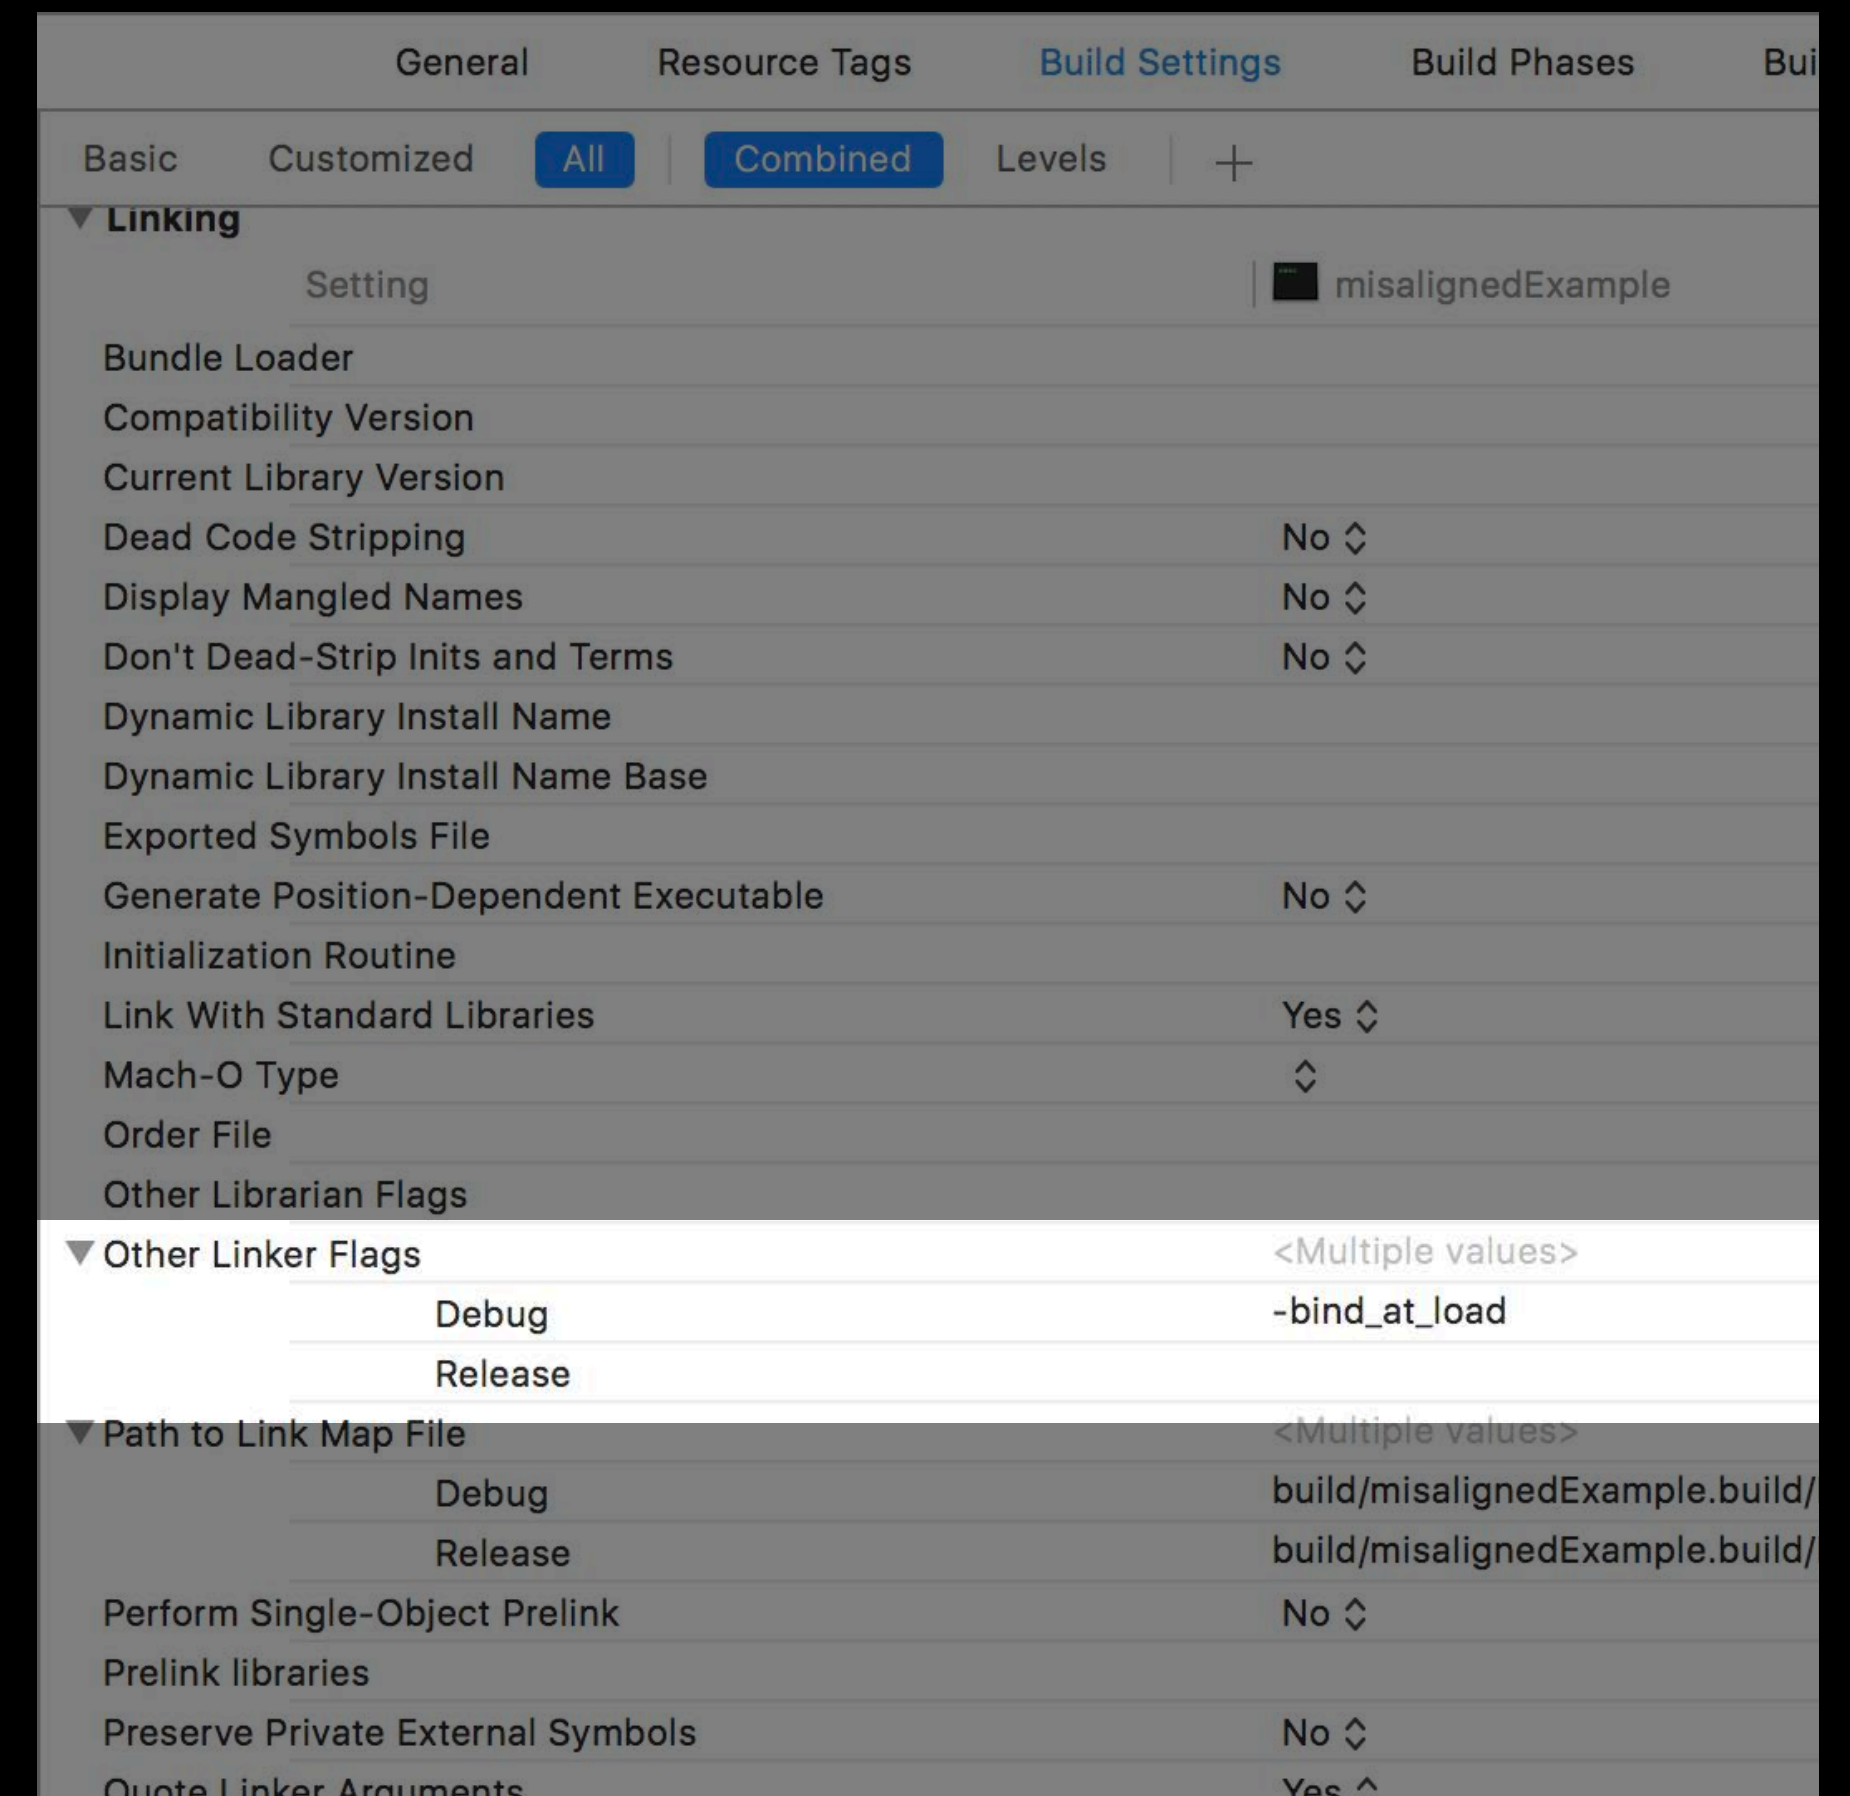 General Resource Tags Build Settings Build Phases Bui
Basic Customized All Combined Levels +
Linking
Setting misalignedExample
Bundle Loader
Compatibility Version
Current Library Version
Dead Code Stripping No
Display Mangled Names No
Don't Dead-Strip Inits and Terms No
Dynamic Library Install Name
Dynamic Library Install Name Base
Exported Symbols File
Generate Position-Dependent Executable No
Initialization Routine
Link With Standard Libraries Yes
Mach-O Type
Order File
Other Librarian Flags
Other Linker Flags <Multiple values>
Debug -bind_at_load
Release
Path to Link Map File <Multiple values>
Debug build/misalignedExample.build/
Release build/misalignedExample.build/
Perform Single-Object Prelink No
Prelink libraries
Preserve Private External Symbols No
Quote Linker Arguments Yes